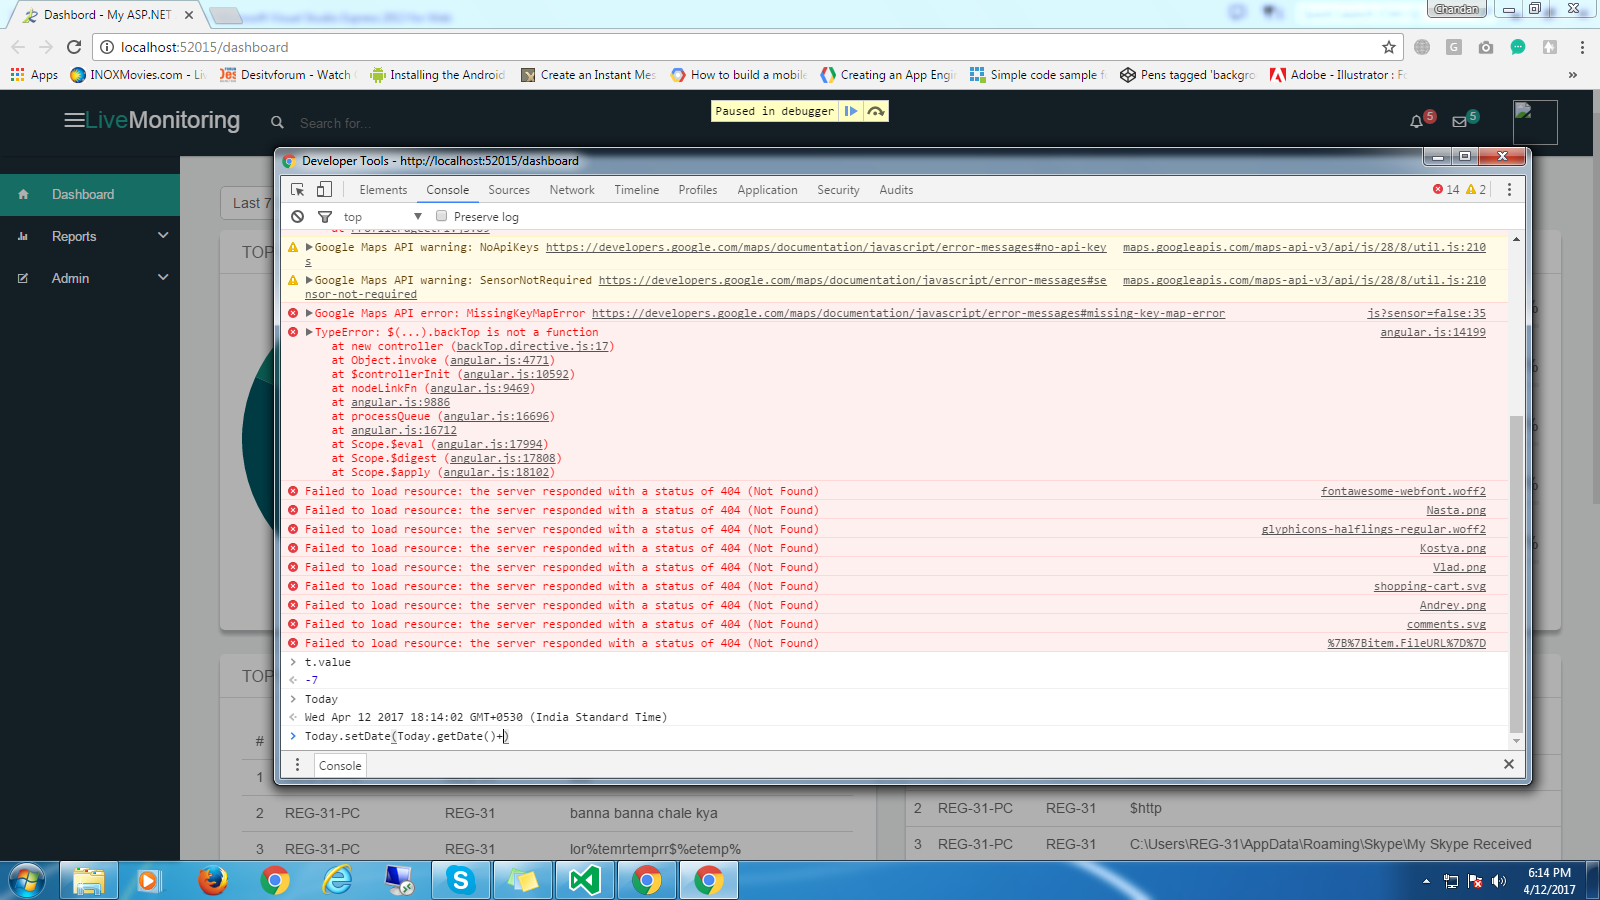 Dashbord - My ASP.NET
Chandan
localhost:52015/dashboard
Apps
INOXMovies.com - Li
Desitvforum - Watch
Installing the Android
Create an Instant Mes
How to build a mobile
Creating an App Engi
Simple code sample f
Pens tagged 'backgro
Adobe - Illustrator : F
»
Paused in debugger
LiveMonitoring
Search for...
5
5
Developer Tools - http://localhost:52015/dashboard
Dashboard
Reports
Admin
Last 7
TOP
Elements Console Sources Network Timeline Profiles Application Security Audits
14 2
top
Preserve log
Google Maps API warning: NoApiKeys https://developers.google.com/maps/documentation/javascript/error-messages#no-api-key
s
maps.googleapis.com/maps-api-v3/api/js/28/8/util.js:210
Google Maps API warning: SensorNotRequired https://developers.google.com/maps/documentation/javascript/error-messages#se
nsor-not-required
maps.googleapis.com/maps-api-v3/api/js/28/8/util.js:210
Google Maps API error: MissingKeyMapError https://developers.google.com/maps/documentation/javascript/error-messages#missing-key-map-error
js?sensor=false:35
TypeError: $(...).backTop is not a function
angular.js:14199
at new controller (backTop.directive.js:17)
at Object.invoke (angular.js:4771)
at $controllerInit (angular.js:10592)
at nodeLinkFn (angular.js:9469)
at angular.js:9886
at processQueue (angular.js:16696)
at angular.js:16712
at Scope.$eval (angular.js:17994)
at Scope.$digest (angular.js:17808)
at Scope.$apply (angular.js:18102)
Failed to load resource: the server responded with a status of 404 (Not Found) fontawesome-webfont.woff2
Failed to load resource: the server responded with a status of 404 (Not Found) Nasta.png
Failed to load resource: the server responded with a status of 404 (Not Found) glyphicons-halflings-regular.woff2
Failed to load resource: the server responded with a status of 404 (Not Found) Kostya.png
Failed to load resource: the server responded with a status of 404 (Not Found) Vlad.png
Failed to load resource: the server responded with a status of 404 (Not Found) shopping-cart.svg
Failed to load resource: the server responded with a status of 404 (Not Found) Andrey.png
Failed to load resource: the server responded with a status of 404 (Not Found) comments.svg
Failed to load resource: the server responded with a status of 404 (Not Found) %7B%7Bitem.FileURL%7D%7D
> t.value
-7
> Today
Wed Apr 12 2017 18:14:02 GMT+0530 (India Standard Time)
> Today.setDate(Today.getDate()+)
Console
TOP
#
1
2 REG-31-PC REG-31 banna banna chale kya
3 REG-31-PC REG-31 lor%temrtemprr$%etemp%
2 REG-31-PC REG-31 $http
3 REG-31-PC REG-31 C:\Users\REG-31\AppData\Roaming\Skype\My Skype Received
6:14 PM
4/12/2017